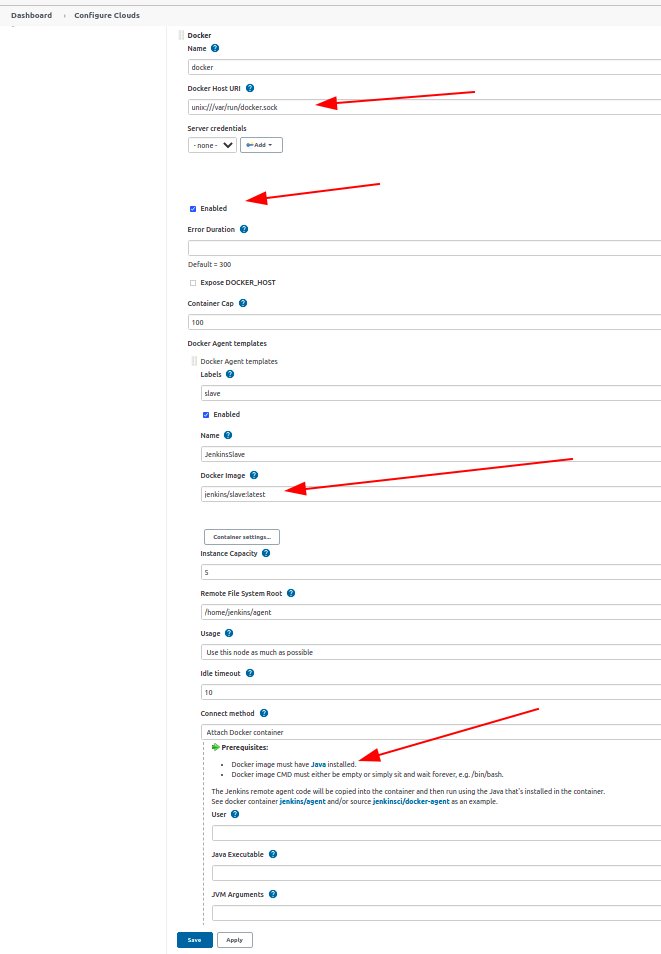 Dashboard › Configure Clouds
Docker
Name ?
docker
Docker Host URI ?
unix:///var/run/docker.sock
Server credentials
- none - Add
Enabled
Error Duration ?
Default = 300
Expose DOCKER_HOST
Container Cap ?
100
Docker Agent templates
Docker Agent templates
Labels ?
slave
Enabled
Name ?
JenkinsSlave
Docker Image ?
jenkins/slave:latest
Container settings...
Instance Capacity ?
5
Remote File System Root ?
/home/jenkins/agent
Usage ?
Use this node as much as possible
Idle timeout ?
10
Connect method ?
Attach Docker container
Prerequisites:
• Docker image must have Java installed.
• Docker image CMD must either be empty or simply sit and wait forever, e.g. /bin/bash.
The Jenkins remote agent code will be copied into the container and then run using the Java that's installed in the container.
See docker container jenkins/agent and/or source jenkinsci/docker-agent as an example.
User ?
Java Executable ?
JVM Arguments ?
Save Apply